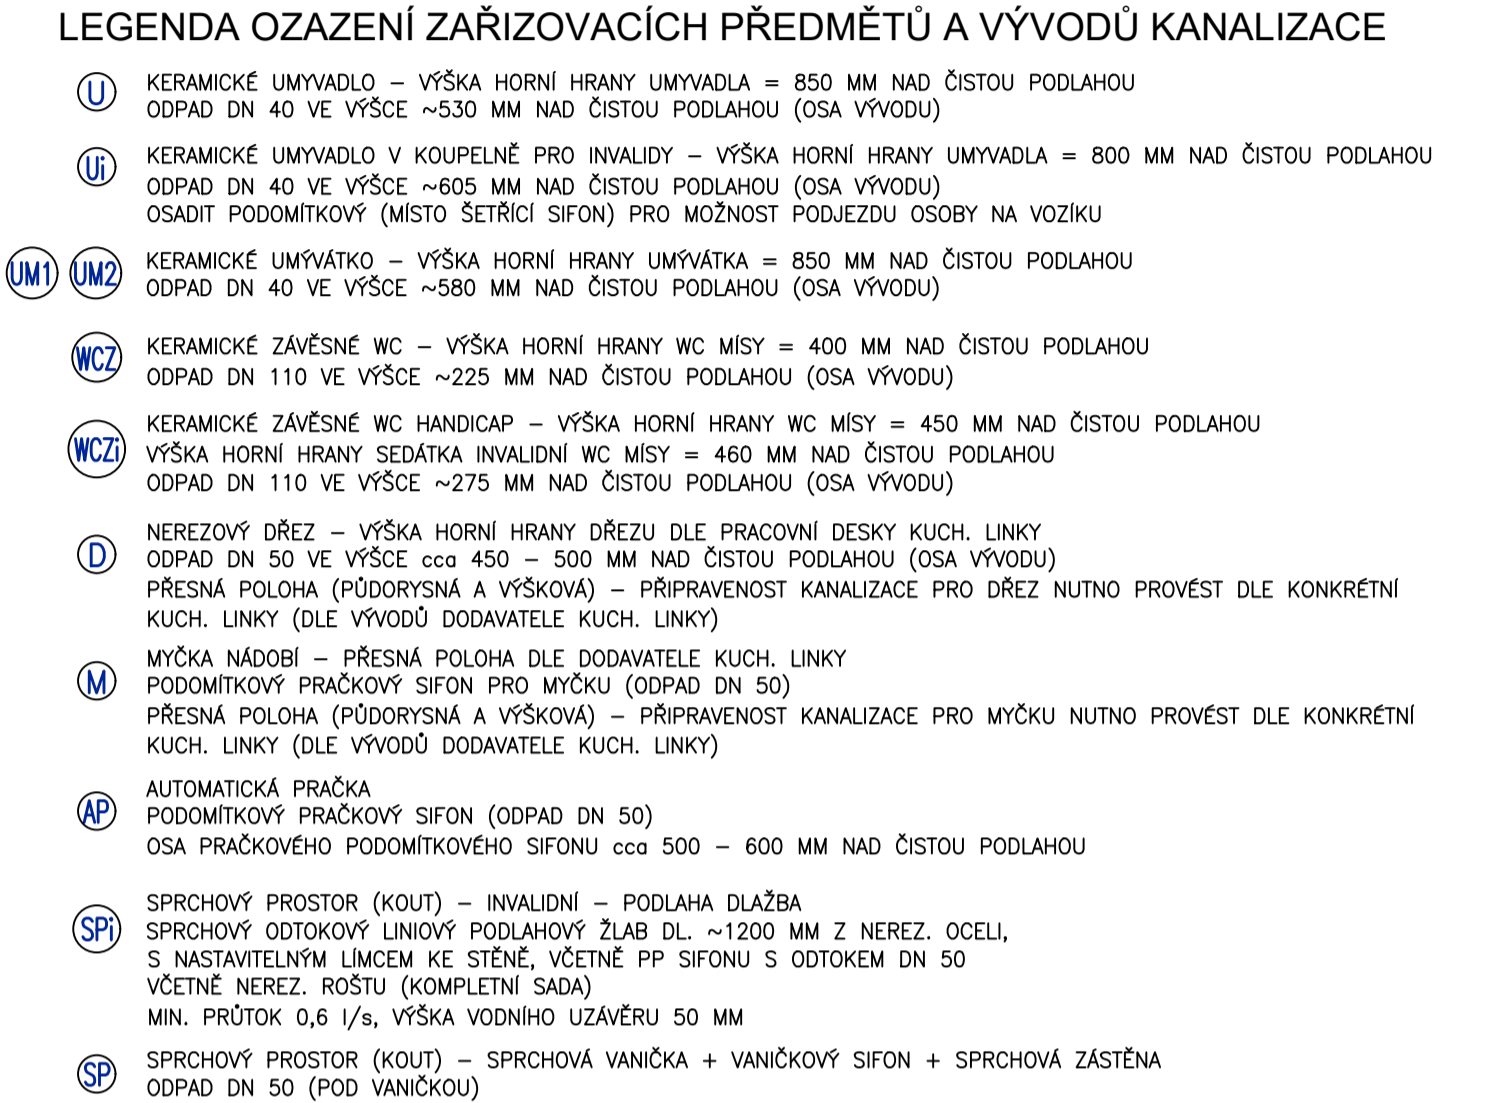 LEGENDA OZAZENÍ ZAŘIZOVACÍCH PŘEDMĚTŮ A VÝVODŮ KANALIZACE
U KERAMICKÉ UMYVADLO – VÝŠKA HORNÍ HRANY UMYVADLA = 850 MM NAD ČISTOU PODLAHOU
ODPAD DN 40 VE VÝŠCE ~530 MM NAD ČISTOU PODLAHOU (OSA VÝVODU)
Ui KERAMICKÉ UMYVADLO V KOUPELNĚ PRO INVALIDY – VÝŠKA HORNÍ HRANY UMYVADLA = 800 MM NAD ČISTOU PODLAHOU
ODPAD DN 40 VE VÝŠCE ~605 MM NAD ČISTOU PODLAHOU (OSA VÝVODU)
OSADIT PODOMÍTKOVÝ (MÍSTO ŠETŘÍCÍ SIFON) PRO MOŽNOST PODJEZDU OSOBY NA VOZÍKU
UM1 UM2 KERAMICKÉ UMÝVÁTKO – VÝŠKA HORNÍ HRANY UMÝVÁTKA = 850 MM NAD ČISTOU PODLAHOU
ODPAD DN 40 VE VÝŠCE ~580 MM NAD ČISTOU PODLAHOU (OSA VÝVODU)
WCZ KERAMICKÉ ZÁVĚSNÉ WC – VÝŠKA HORNÍ HRANY WC MÍSY = 400 MM NAD ČISTOU PODLAHOU
ODPAD DN 110 VE VÝŠCE ~225 MM NAD ČISTOU PODLAHOU (OSA VÝVODU)
WCZi KERAMICKÉ ZÁVĚSNÉ WC HANDICAP – VÝŠKA HORNÍ HRANY WC MÍSY = 450 MM NAD ČISTOU PODLAHOU
VÝŠKA HORNÍ HRANY SEDÁTKA INVALIDNÍ WC MÍSY = 460 MM NAD ČISTOU PODLAHOU
ODPAD DN 110 VE VÝŠCE ~275 MM NAD ČISTOU PODLAHOU (OSA VÝVODU)
D NEREZOVÝ DŘEZ – VÝŠKA HORNÍ HRANY DŘEZU DLE PRACOVNÍ DESKY KUCH. LINKY
ODPAD DN 50 VE VÝŠCE cca 450 – 500 MM NAD ČISTOU PODLAHOU (OSA VÝVODU)
PŘESNÁ POLOHA (PŮDORYSNÁ A VÝŠKOVÁ) – PŘIPRAVENOST KANALIZACE PRO DŘEZ NUTNO PROVÉST DLE KONKRÉTNÍ
KUCH. LINKY (DLE VÝVODŮ DODAVATELE KUCH. LINKY)
M MYČKA NÁDOBÍ – PŘESNÁ POLOHA DLE DODAVATELE KUCH. LINKY
PODOMÍTKOVÝ PRAČKOVÝ SIFON PRO MYČKU (ODPAD DN 50)
PŘESNÁ POLOHA (PŮDORYSNÁ A VÝŠKOVÁ) – PŘIPRAVENOST KANALIZACE PRO MYČKU NUTNO PROVÉST DLE KONKRÉTNÍ
KUCH. LINKY (DLE VÝVODŮ DODAVATELE KUCH. LINKY)
AP AUTOMATICKÁ PRAČKA
PODOMÍTKOVÝ PRAČKOVÝ SIFON (ODPAD DN 50)
OSA PRAČKOVÉHO PODOMÍTKOVÉHO SIFONU cca 500 – 600 MM NAD ČISTOU PODLAHOU
SPi SPRCHOVÝ PROSTOR (KOUT) – INVALIDNÍ – PODLAHA DLAŽBA
SPRCHOVÝ ODTOKOVÝ LINIOVÝ PODLAHOVÝ ŽLAB DL. ~1200 MM Z NEREZ. OCELI,
S NASTAVITELNÝM LÍMCEM KE STĚNĚ, VČETNĚ PP SIFONU S ODTOKEM DN 50
VČETNĚ NEREZ. ROŠTU (KOMPLETNÍ SADA)
MIN. PRŮTOK 0,6 l/s, VÝŠKA VODNÍHO UZÁVĚRU 50 MM
SP SPRCHOVÝ PROSTOR (KOUT) – SPRCHOVÁ VANIČKA + VANIČKOVÝ SIFON + SPRCHOVÁ ZÁSTĚNA
ODPAD DN 50 (POD VANIČKOU)